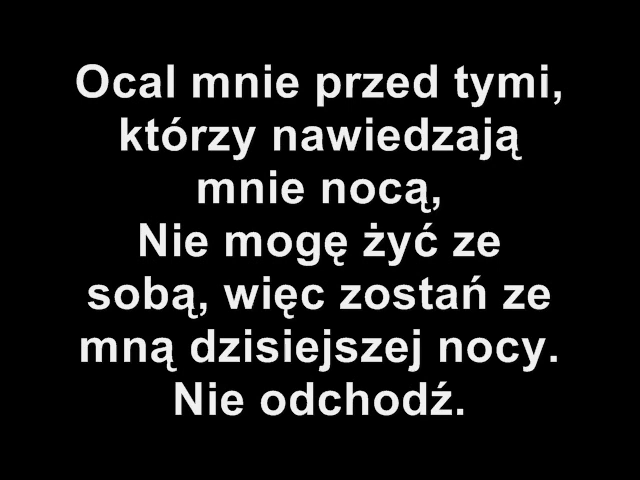 Ocal mnie przed tymi,
którzy nawiedzają
mnie nocą,
Nie mogę żyć ze
sobą, więc zostań ze
mną dzisiejszej nocy.
Nie odchodź.